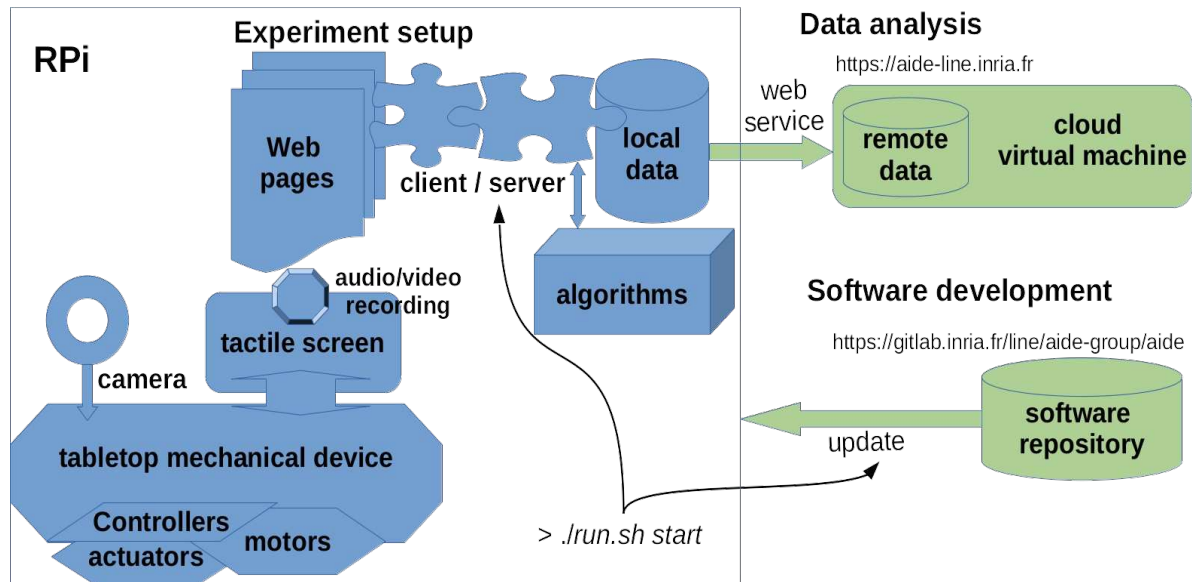 RPi
Experiment setup
Web
pages
client / server
local
data
algorithms
audio/video
recording
tactile screen
camera
tabletop mechanical device
Controllers
actuators
motors
> ./run.sh start
Data analysis
https://aide-line.inria.fr
web
service
remote
data
cloud
virtual machine
Software development
https://gitlab.inria.fr/line/aide-group/aide
update
software
repository